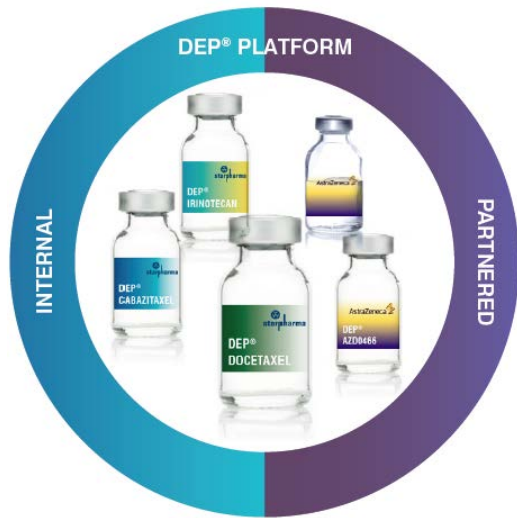 DEP® PLATFORM
INTERNAL
PARTNERED
starpharma
DEP®
IRINOTECAN
AstraZeneca
starpharma
DEP®
CABAZITAXEL
starpharma
DEP®
DOCETAXEL
AstraZeneca
DEP®
AZD0466